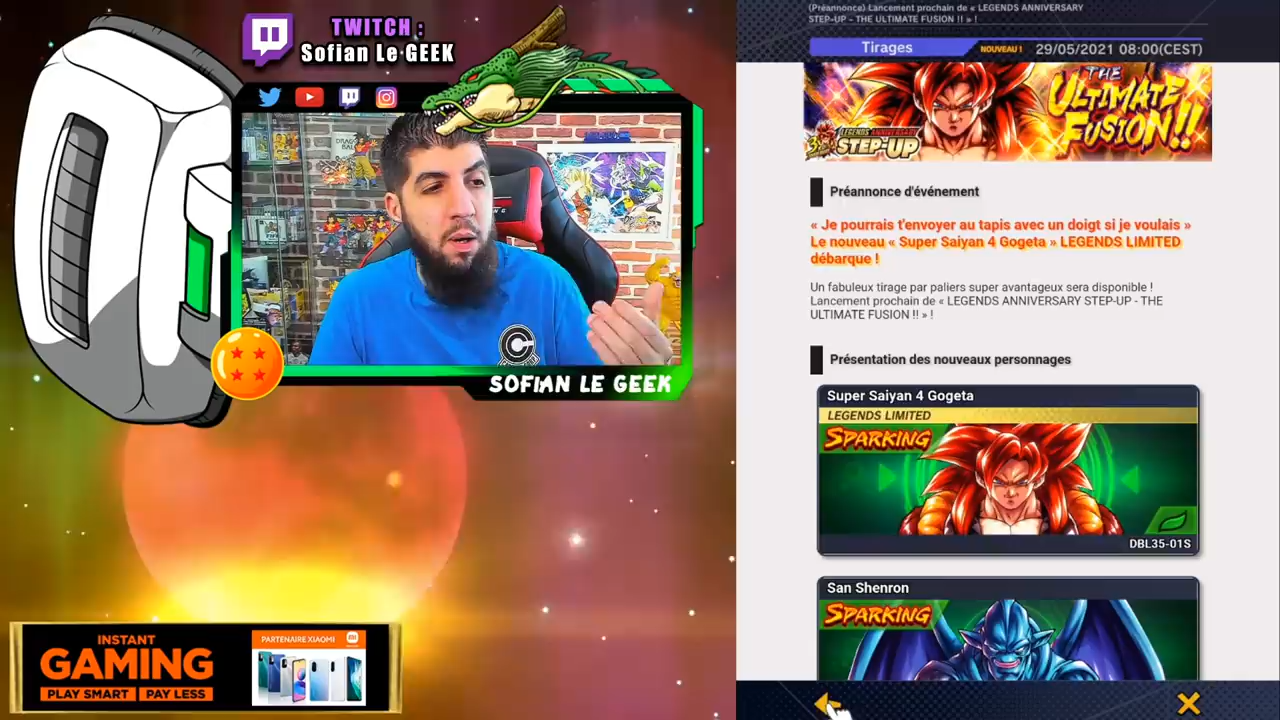 TWITCH :
Sofian Le GEEK
SOFIAN LE GEEK
INSTANT
GAMING
PLAY SMART
PAY LESS
PARTENAIRE XIAOMI
(Préannonce) Lancement prochain de « LEGENDS ANNIVERSARY
STEP-UP - THE ULTIMATE FUSION !! » !
Tirages
NOUVEAU !
29/05/2021 08:00(CEST)
THE
ULTIMATE
FUSION!!
LEGENDS ANNIVERSARY
STEP-UP
Préannonce d'événement
« Je pourrais t'envoyer au tapis avec un doigt si je voulais »
Le nouveau « Super Saiyan 4 Gogeta » LEGENDS LIMITED
débarque !
Un fabuleux tirage par paliers super avantageux sera disponible !
Lancement prochain de « LEGENDS ANNIVERSARY STEP-UP - THE
ULTIMATE FUSION !! » !
Présentation des nouveaux personnages
Super Saiyan 4 Gogeta
LEGENDS LIMITED
SPARKING
DBL35-01S
San Shenron
SPARKING